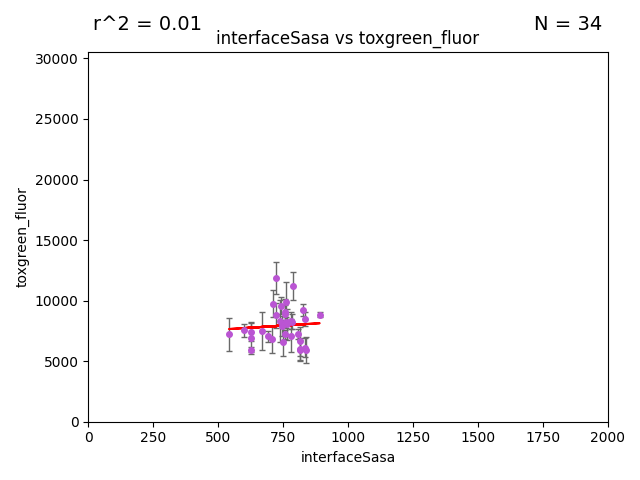 r^2 = 0.01
N = 34
interfaceSasa vs toxgreen_fluor
30000
25000
20000
15000
10000
5000
0
toxgreen_fluor
0 250 500 750 1000 1250 1500 1750 2000
interfaceSasa